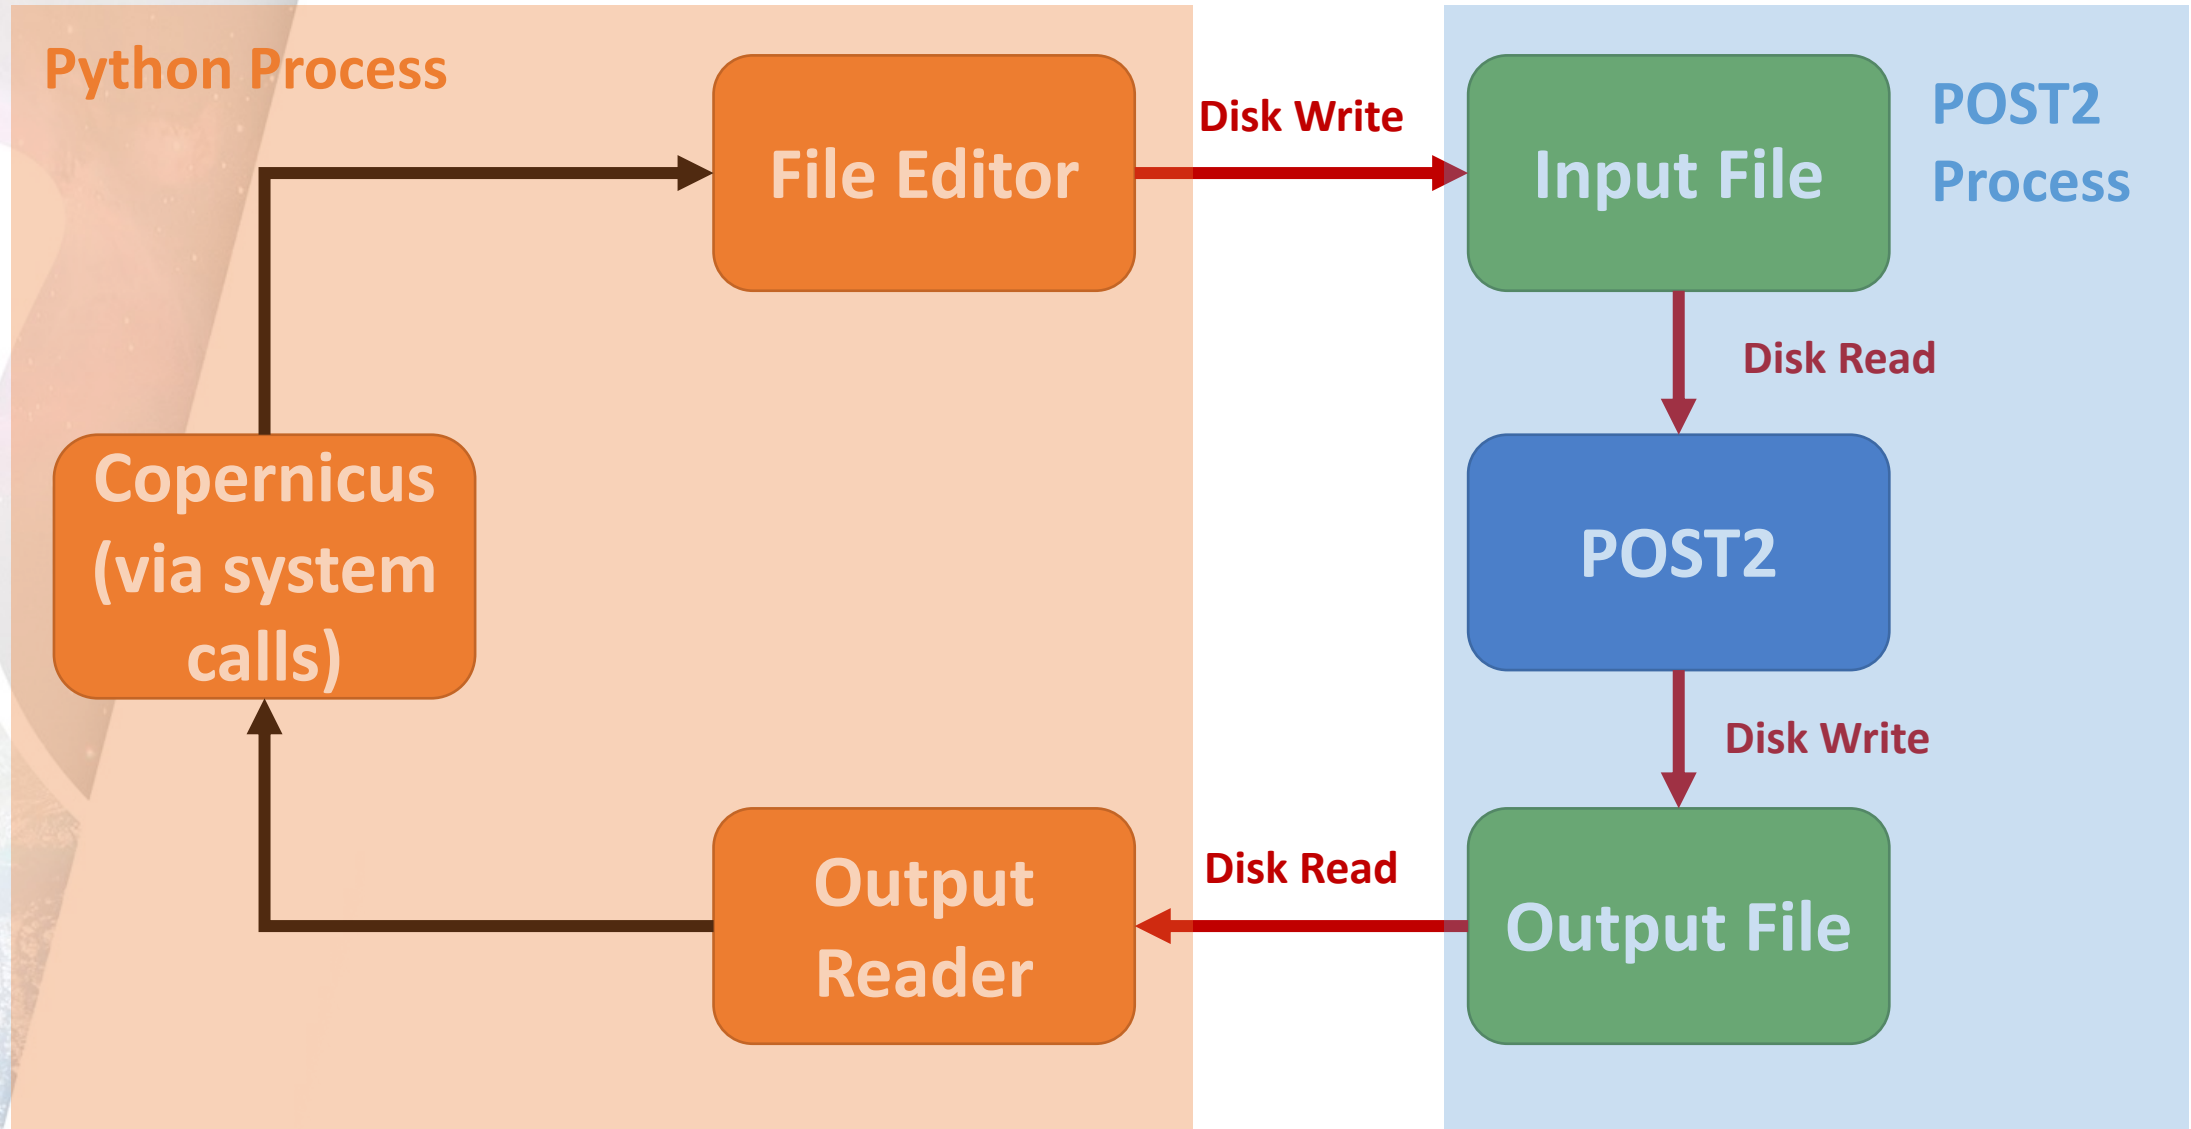 Python Process
File Editor
Disk Write
Input File
POST2
Process
Disk Read
Copernicus
(via system
calls)
POST2
Disk Write
Output
Reader
Disk Read
Output File